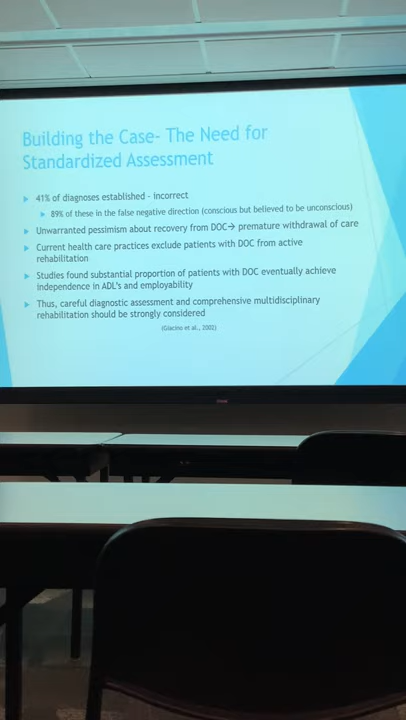 Building the Case- The Need for
Standardized Assessment
41% of diagnoses established - incorrect
89% of these in the false negative direction (conscious but believed to be unconscious)
Unwarranted pessimism about recovery from DOC→ premature withdrawal of care
Current health care practices exclude patients with DOC from active
rehabilitation
Studies found substantial proportion of patients with DOC eventually achieve
independence in ADL's and employability
Thus, careful diagnostic assessment and comprehensive multidisciplinary
rehabilitation should be strongly considered
(Giacino et al., 2002)